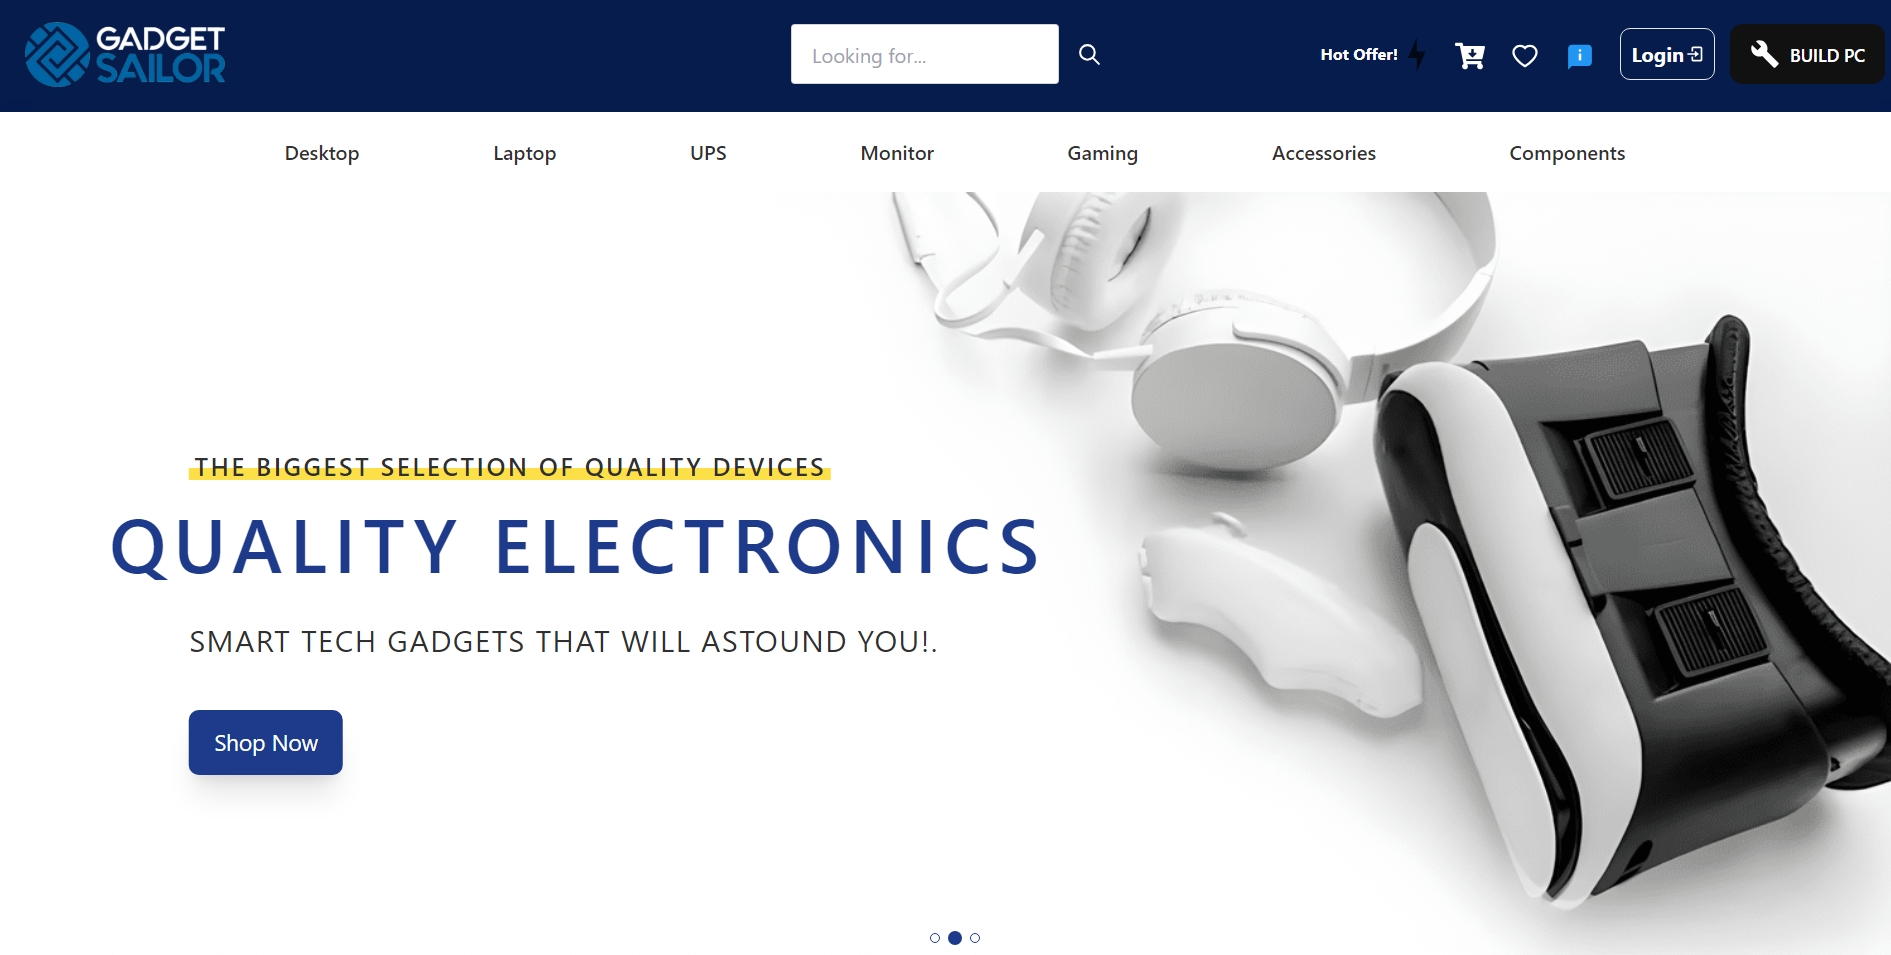 GADGET
SAILOR
Looking for...
Hot Offer!
Login
BUILD PC
Desktop
Laptop
UPS
Monitor
Gaming
Accessories
Components
THE BIGGEST SELECTION OF QUALITY DEVICES
QUALITY ELECTRONICS
SMART TECH GADGETS THAT WILL ASTOUND YOU!.
Shop Now